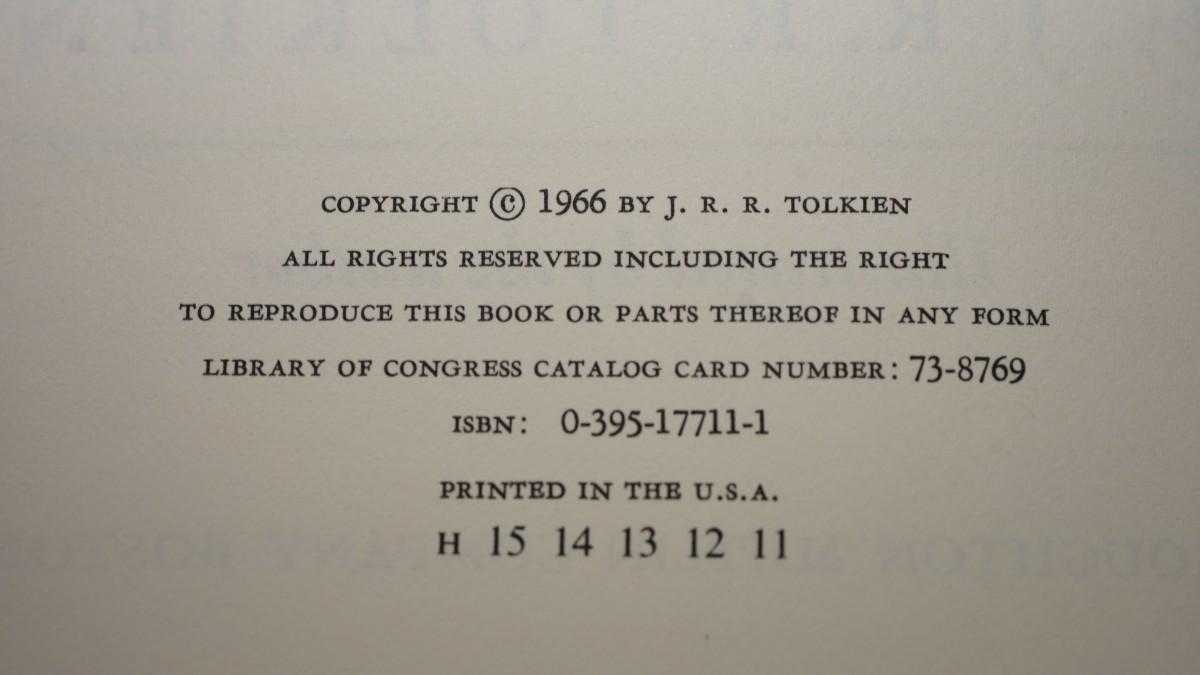 COPYRIGHT © 1966 BY J. R. R. TOLKIEN
ALL RIGHTS RESERVED INCLUDING THE RIGHT
TO REPRODUCE THIS BOOK OR PARTS THEREOF IN ANY FORM
LIBRARY OF CONGRESS CATALOG CARD NUMBER: 73-8769
ISBN: 0-395-17711-1
PRINTED IN THE U.S.A.
H 15 14 13 12 11